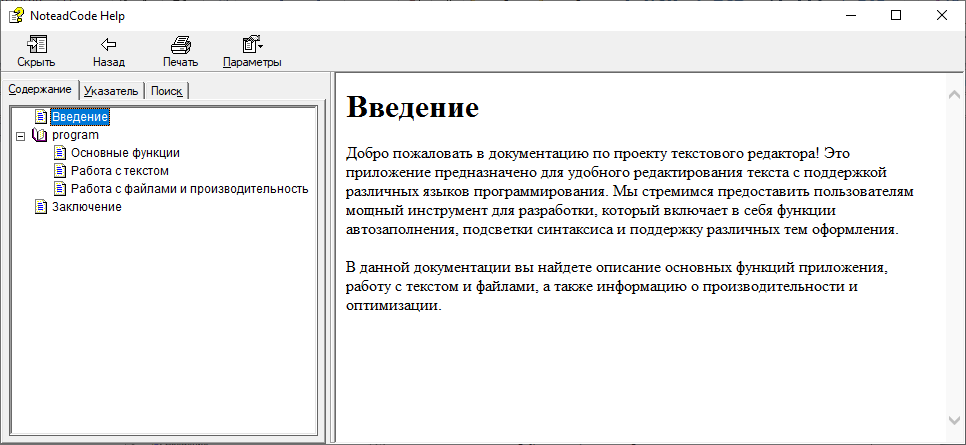 NoteadCode Help
Скрыть
Назад
Печать
Параметры
Содержание
Указатель
Поиск
Введение
program
Основные функции
Работа с текстом
Работа с файлами и производительность
Заключение
Введение
Добро пожаловать в документацию по проекту текстового редактора! Это
приложение предназначено для удобного редактирования текста с поддержкой
различных языков программирования. Мы стремимся предоставить пользователям
мощный инструмент для разработки, который включает в себя функции
автозаполнения, подсветки синтаксиса и поддержку различных тем оформления.
В данной документации вы найдете описание основных функций приложения,
работу с текстом и файлами, а также информацию о производительности и
оптимизации.